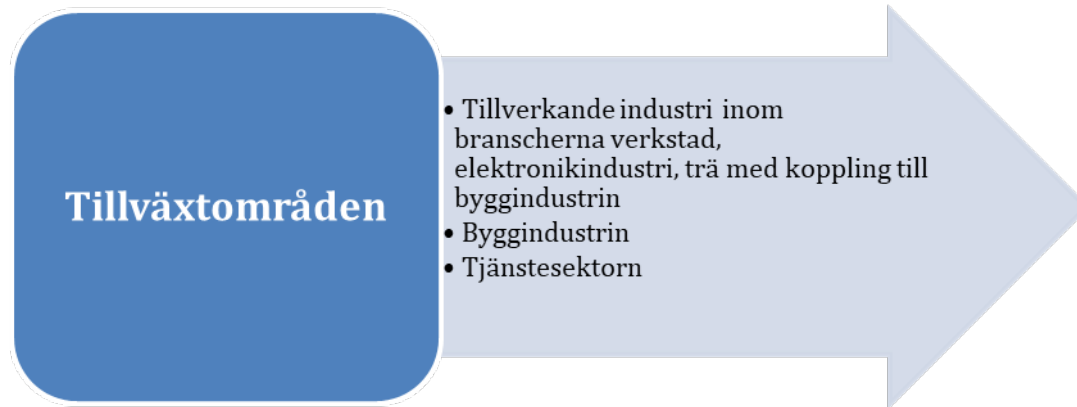 Tillväxtområden
• Tillverkande industri inom
branscherna verkstad,
elektronikindustri, trä med koppling till
byggindustrin
• Byggindustrin
• Tjänstesektorn